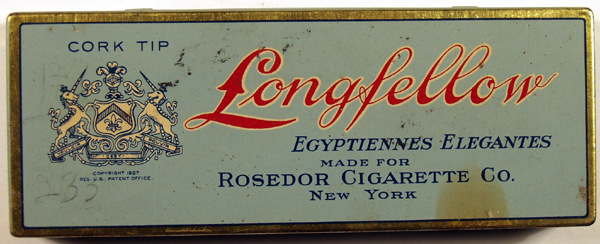 CORK TIP
Longfellow
EGYPTIENNES ELEGANTES
MADE FOR
ROSEDOR CIGARETTE CO.
NEW YORK
COPYRIGHT 1927
REG. U.S. PATENT OFFICE.